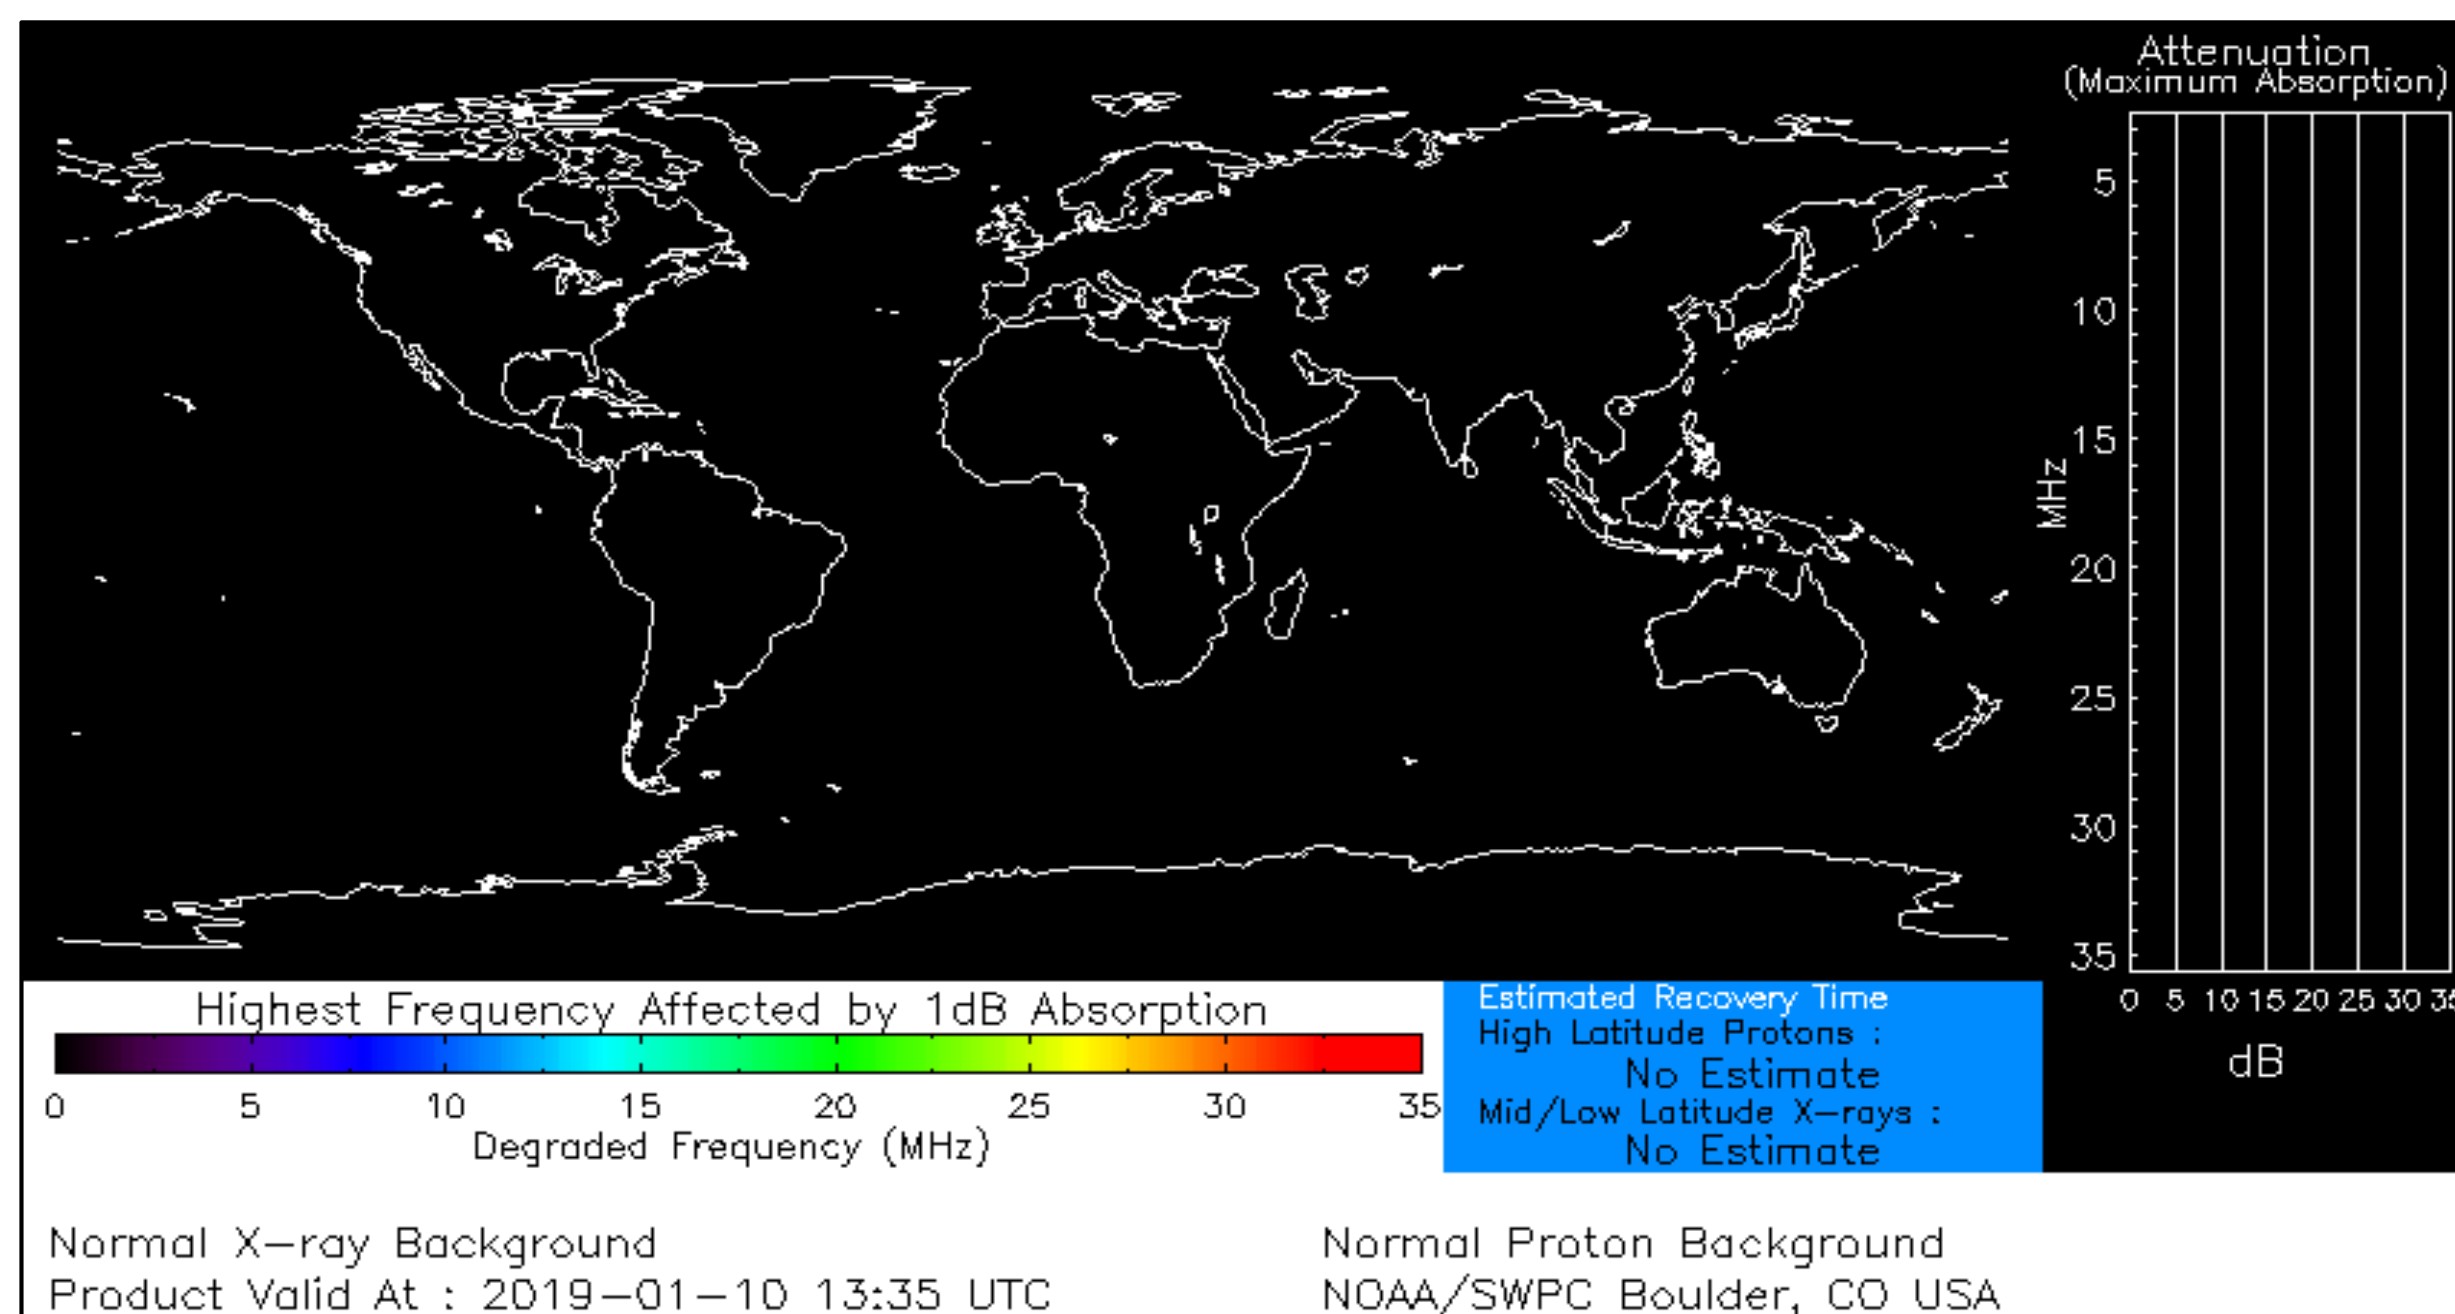 Attenuation
(Maximum Absorption)
5
10
15
20
25
30
35
MHz
0 5 10 15 20 25 30
dB
Highest Frequency Affected by 1dB Absorption
0 5 10 15 20 25 30 35
Degraded Frequency (MHz)
Estimated Recovery Time
High Latitude Protons :
No Estimate
Mid/Low Latitude X-rays :
No Estimate
Normal X-ray Background
Normal Proton Background
Product Valid At : 2019-01-10 13:35 UTC
NOAA/SWPC Boulder, CO USA